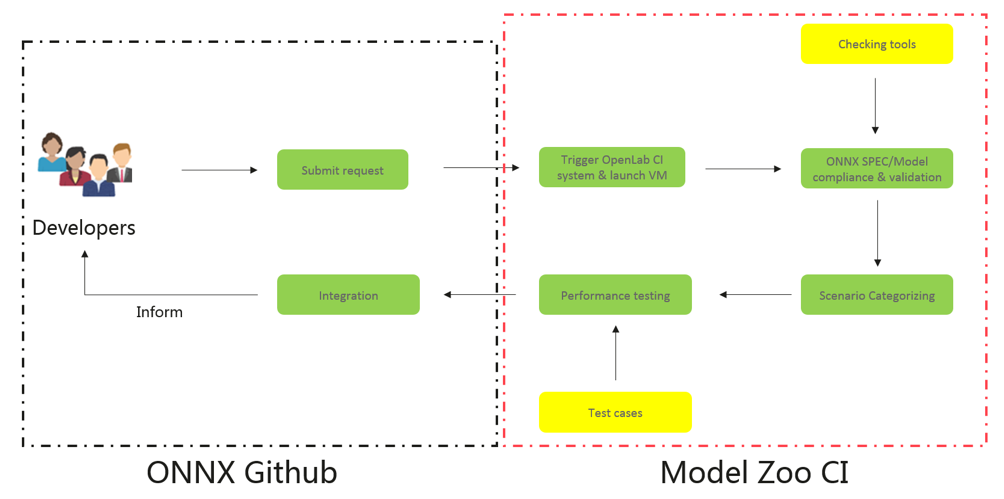 Checking tools
Developers
Submit request
Trigger OpenLab CI
system & launch VM
ONNX SPEC/Model
compliance & validation
Inform
Integration
Performance testing
Scenario Categorizing
Test cases
ONNX Github
Model Zoo CI